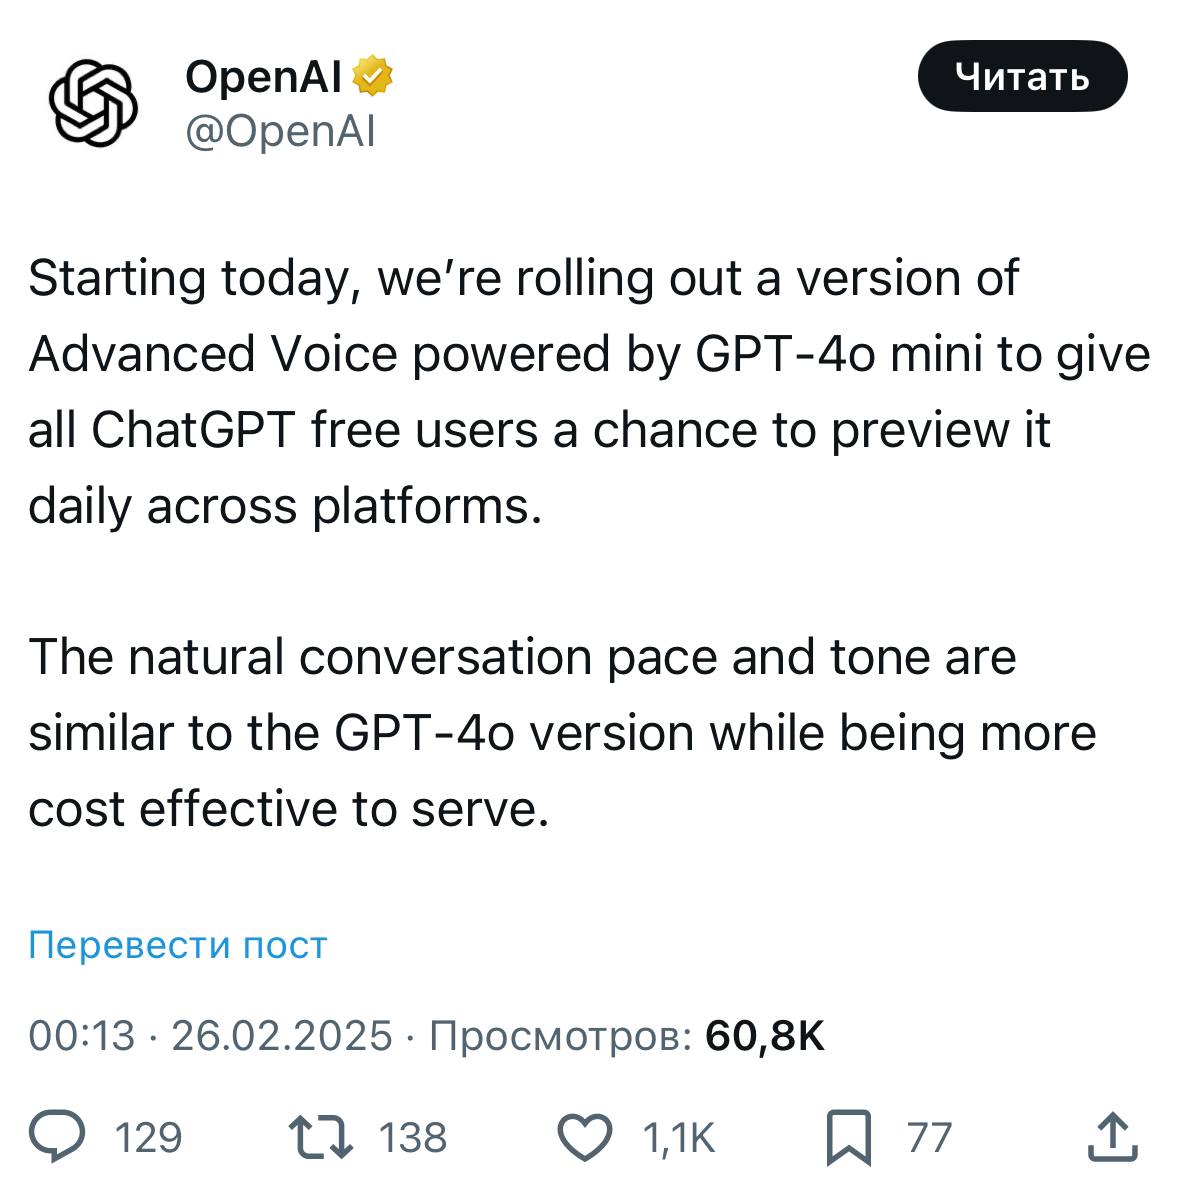 OpenAI
@OpenAI
Читать
Starting today, we’re rolling out a version of
Advanced Voice powered by GPT-4o mini to give
all ChatGPT free users a chance to preview it
daily across platforms.
The natural conversation pace and tone are
similar to the GPT-4o version while being more
cost effective to serve.
Перевести пост
00:13 · 26.02.2025 · Просмотров: 60,8K
129 138 1,1K 77